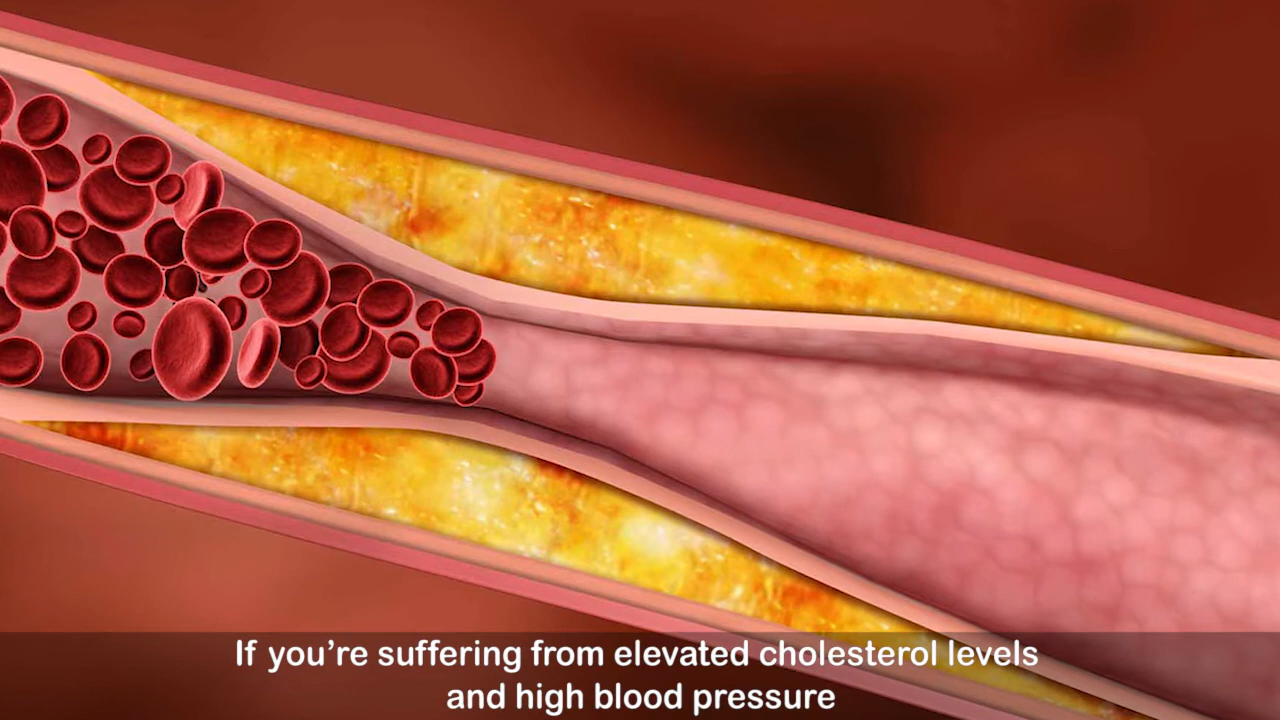 If you’re suffering from elevated cholesterol levels
and high blood pressure